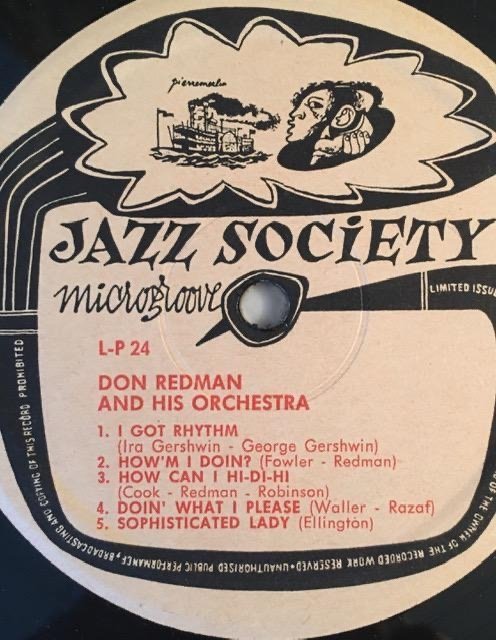 pierremerlin
JAZZ SOCIETY
microgroove
LIMITED ISSU
L-P 24
DON REDMAN
AND HIS ORCHESTRA
1. I GOT RHYTHM
(Ira Gershwin - George Gershwin)
2. HOW'M I DOIN? (Fowler - Redman)
3. HOW CAN I HI-DI-HI
(Cook - Redman - Robinson)
4. DOIN' WHAT I PLEASE (Waller - Razaf)
5. SOPHISTICATED LADY (Ellington)
OF THE OWNER OF THE RECORDED WORK RESERVED • UNAUTHORISED PUBLIC PERFORMANCE, BROADCASTING AND COPYING OF THIS RECORD PROHIBITED